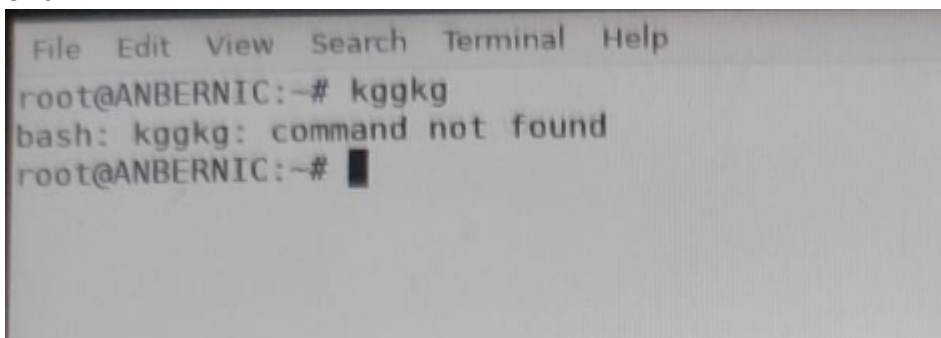 File Edit View Search Terminal Help
root@ANBERNIC:~# kggkg
bash: kggkg: command not found
root@ANBERNIC:~#